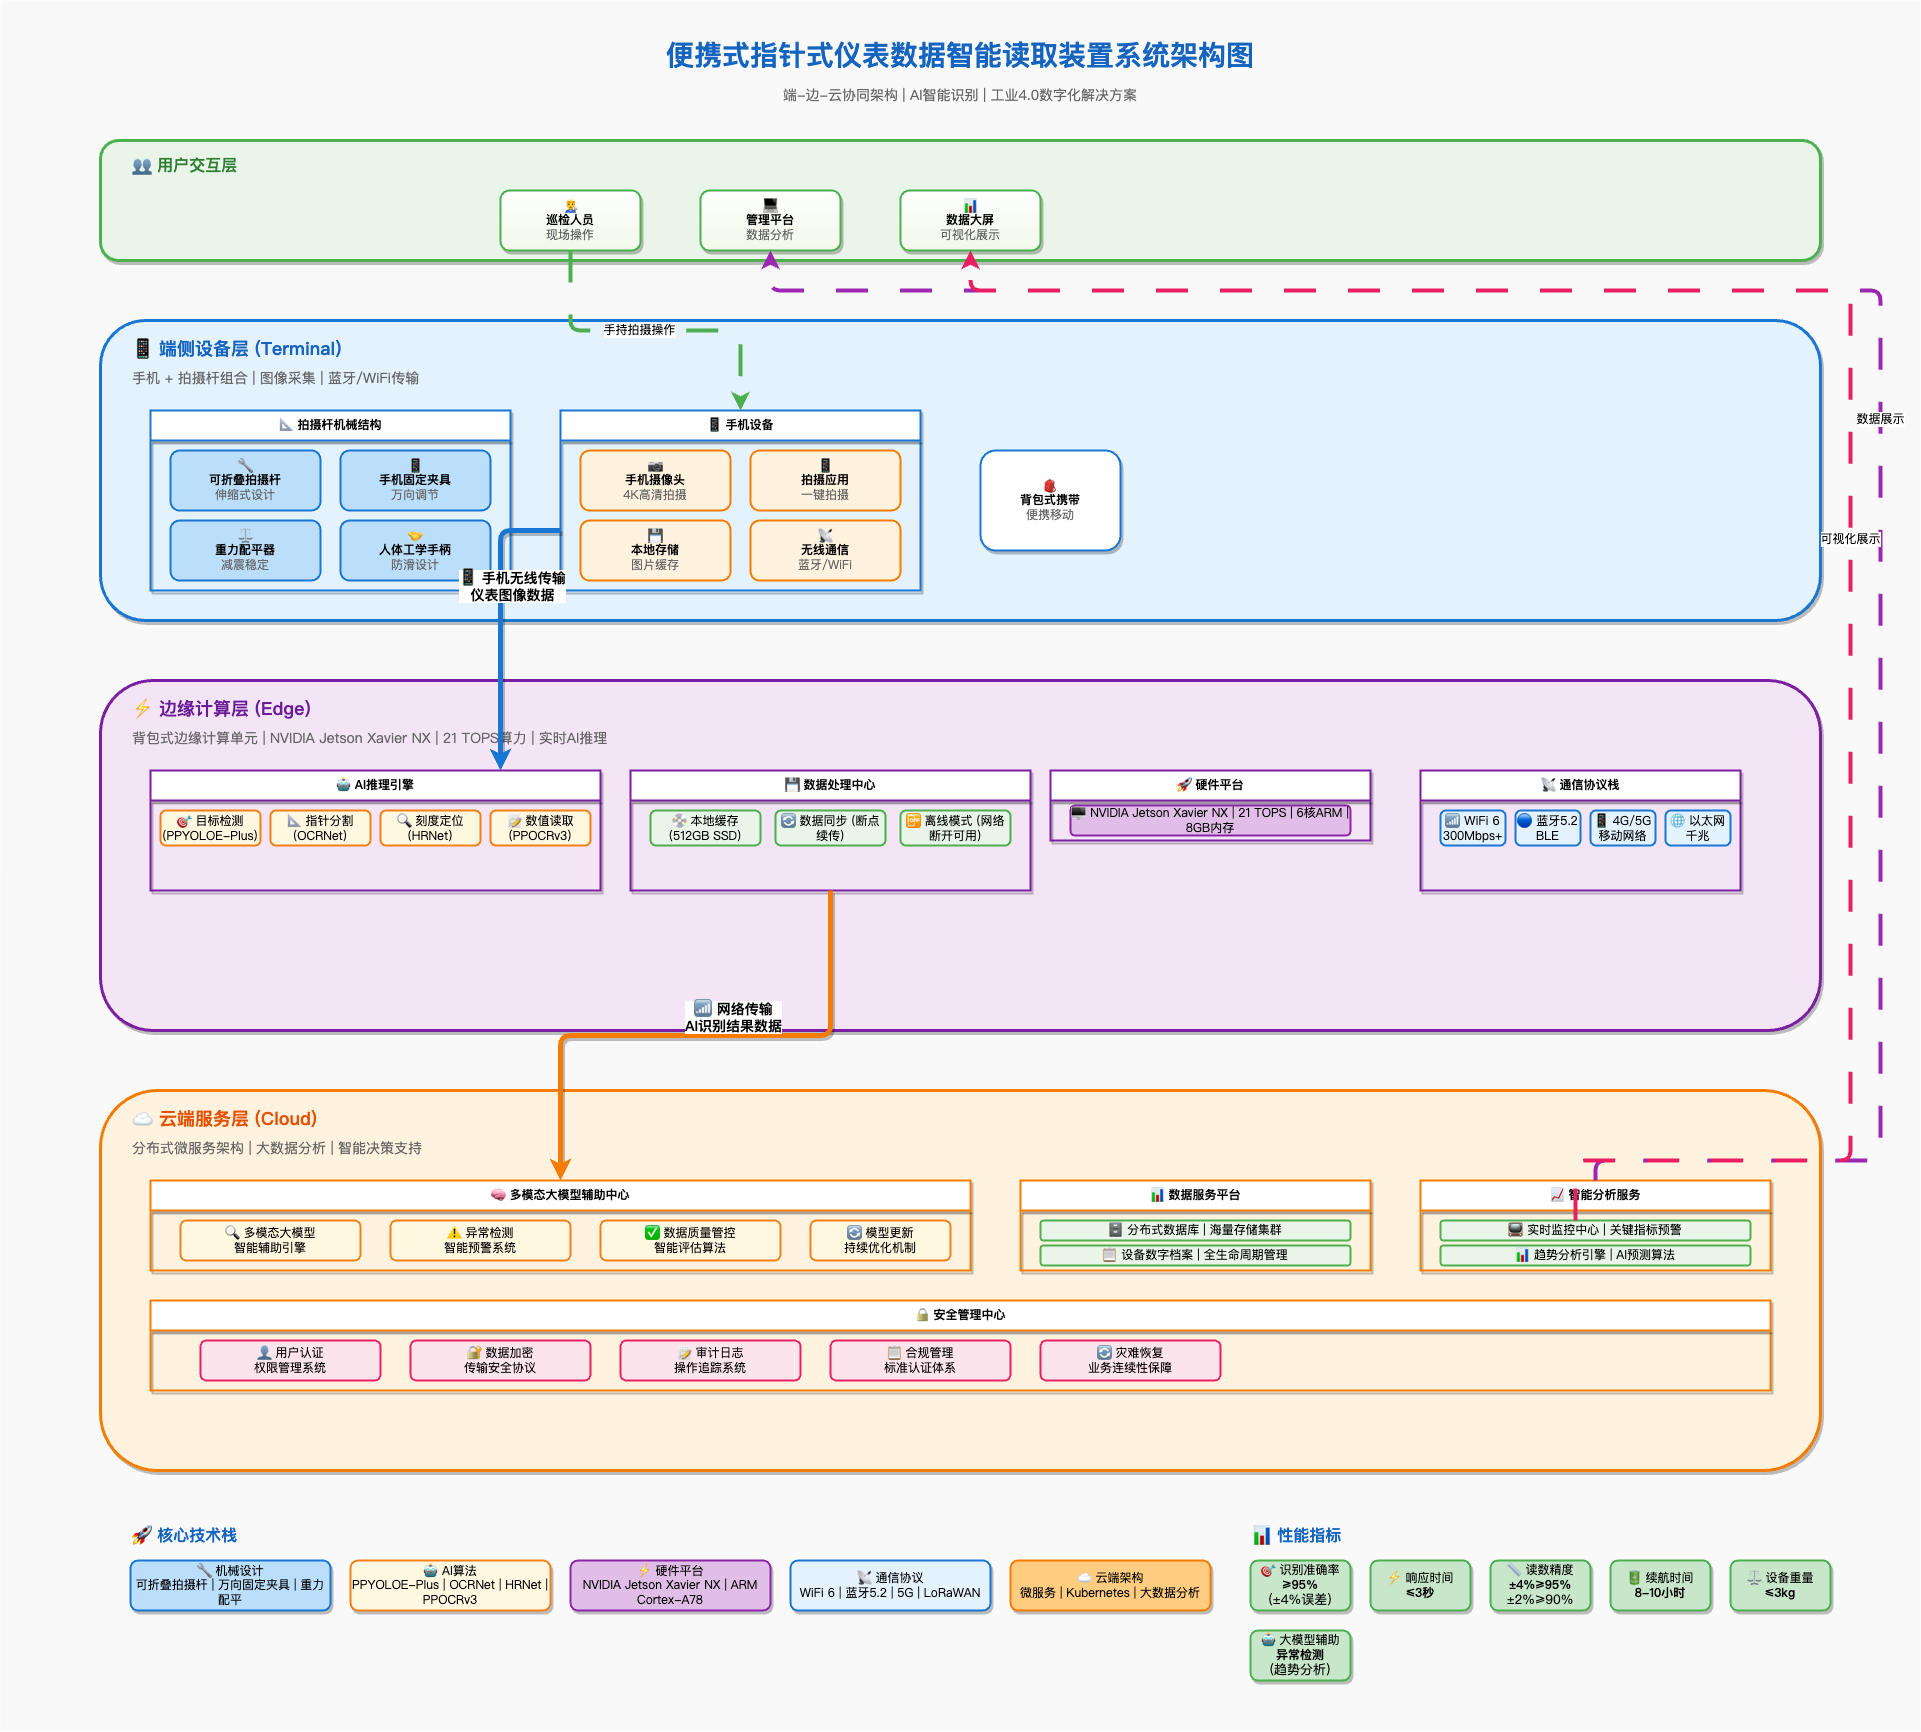 便携式指针式仪表数据智能读取装置系统架构图
端-边-云协同架构 | AI智能识别 | 工业4.0数字化解决方案
用户交互层
巡检人员
现场操作
管理平台
数据分析
数据大屏
可视化展示
手持拍摄操作
端侧设备层 (Terminal)
手机 + 拍摄杆组合 | 图像采集 | 蓝牙/WiFi传输
拍摄杆机械结构
可折叠拍摄杆
伸缩式设计
手机固定夹具
万向调节
重力配平器
减震稳定
人体工学手柄
防滑设计
手机设备
手机摄像头
4K高清拍摄
拍摄应用
一键拍摄
本地存储
图片缓存
无线通信
蓝牙/WiFi
背包式携带
便携移动
数据展示
可视化展示
手机无线传输
仪表图像数据
边缘计算层 (Edge)
背包式边缘计算单元 | NVIDIA Jetson Xavier NX | 21 TOPS算力 | 实时AI推理
AI推理引擎
目标检测
(PPYOLOE-Plus)
指针分割
(OCRNet)
刻度定位
(HRNet)
数值读取
(PPOCRv3)
数据处理中心
本地缓存
(512GB SSD)
数据同步 (断点
续传)
离线模式 (网络
断开可用)
硬件平台
NVIDIA Jetson Xavier NX | 21 TOPS | 6核ARM |
8GB内存
通信协议栈
WiFi 6
300Mbps+
蓝牙5.2
BLE
4G/5G
移动网络
以太网
千兆
网络传输
AI识别结果数据
云端服务层 (Cloud)
分布式微服务架构 | 大数据分析 | 智能决策支持
多模态大模型辅助中心
多模态大模型
智能辅助引擎
异常检测
智能预警系统
数据质量管控
智能评估算法
模型更新
持续优化机制
数据服务平台
分布式数据库 | 海量存储集群
设备数字档案 | 全生命周期管理
智能分析服务
实时监控中心 | 关键指标预警
趋势分析引擎 | AI预测算法
安全管理中心
用户认证
权限管理系统
数据加密
传输安全协议
审计日志
操作追踪系统
合规管理
标准认证体系
灾难恢复
业务连续性保障
核心技术栈
机械设计
可折叠拍摄杆 | 万向固定夹具 | 重力
配平
AI算法
PPYOLOE-Plus | OCRNet | HRNet |
PPOCRv3
硬件平台
NVIDIA Jetson Xavier NX | ARM
Cortex-A78
通信协议
WiFi 6 | 蓝牙5.2 | 5G | LoRaWAN
云端架构
微服务 | Kubernetes | 大数据分析
性能指标
识别准确率
≥95%
(±4%误差)
响应时间
≤3秒
读数精度
±4%≥95%
±2%≥90%
续航时间
8-10小时
设备重量
≤3kg
大模型辅助
异常检测
(趋势分析)